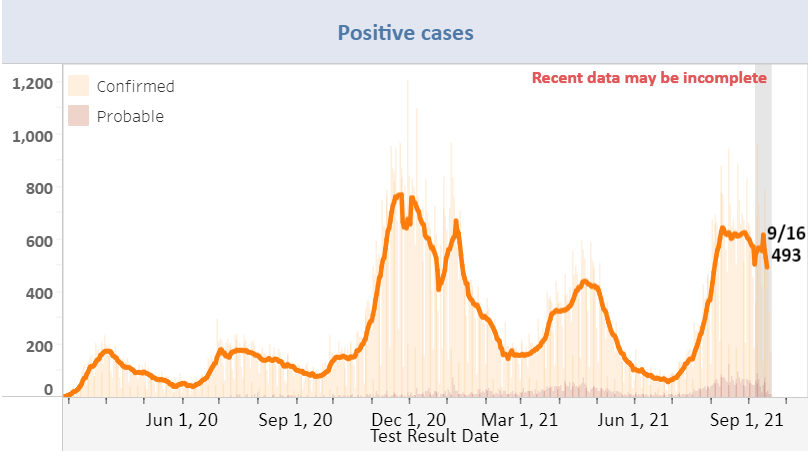 Positive cases
Recent data may be incomplete
Confirmed
Probable
1,200
1,000
800
600
400
200
0
9/16
493
Jun 1, 20 Sep 1, 20 Dec 1, 20 Mar 1, 21 Jun 1, 21 Sep 1, 21
Test Result Date